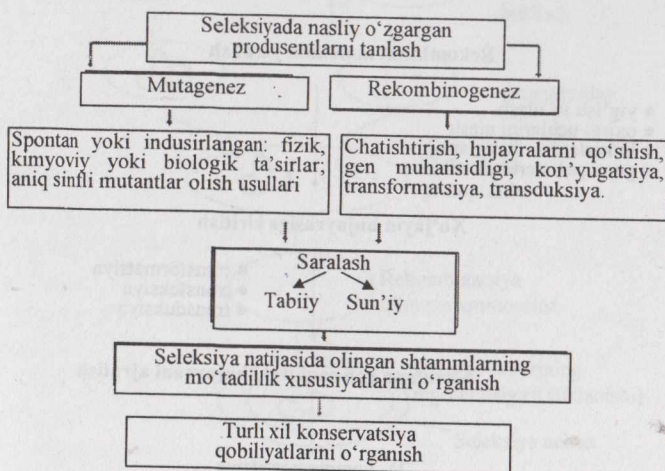 Seleksiyada nasliy o‘zgargan
produsentlarni tanlash
Mutagenez
Rekombinogenez
Spontan yoki indusirlangan: fizik,
kimyoviy yoki biologik ta’sirlar;
aniq sinfli mutantlar olish usullari
Chatishtirish, hujayralarni qo‘shish,
gen muhansidligi, kon’yugatsiya,
transformatsiya, transduksiya.
Saralash
Tabiiy Sun’iy
Seleksiya natijasida olingan shtammlarning
mo‘tadillik xususiyatlarini o‘rganish
Turli xil konservatsiya
qobiliyatlarini o‘rganish